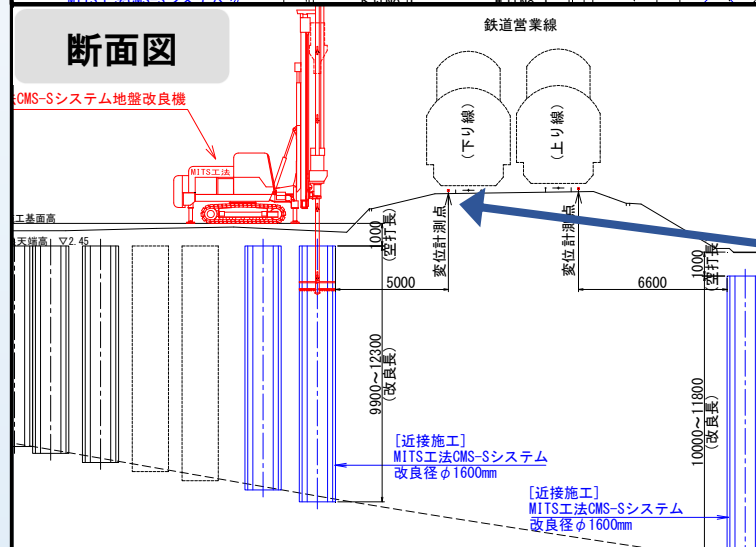 断面図
鉄道営業線
CMS-Sシステム地盤改良機
MITS工法
(下り線)
(上り線)
工基面高
天端高 ▽2.45
1000
(空打長)
変位計測点
変位計測点
1000
(空打長)
5000
6600
9900~12300
(改良長)
10000~11800
(改良長)
[近接施工]
MITS工法CMS-Sシステム
改良径φ1600mm
[近接施工]
MITS工法CMS-Sシステム
改良径φ1600mm